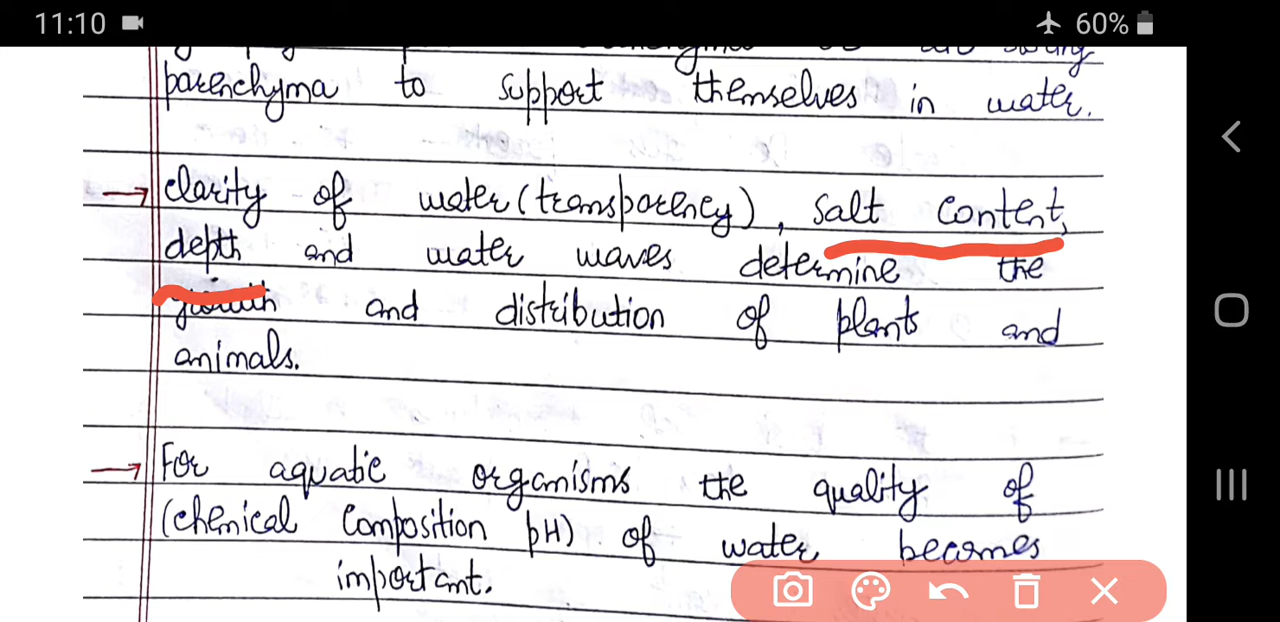 11:10
60%
parenchyma to support themselves in water.
→ clarity of water (transparency), salt content,
depth and water waves determine the
growth and distribution of plants and
animals.
→ For aquatic organisms the quality of
(chemical composition pH) of water becomes
important.